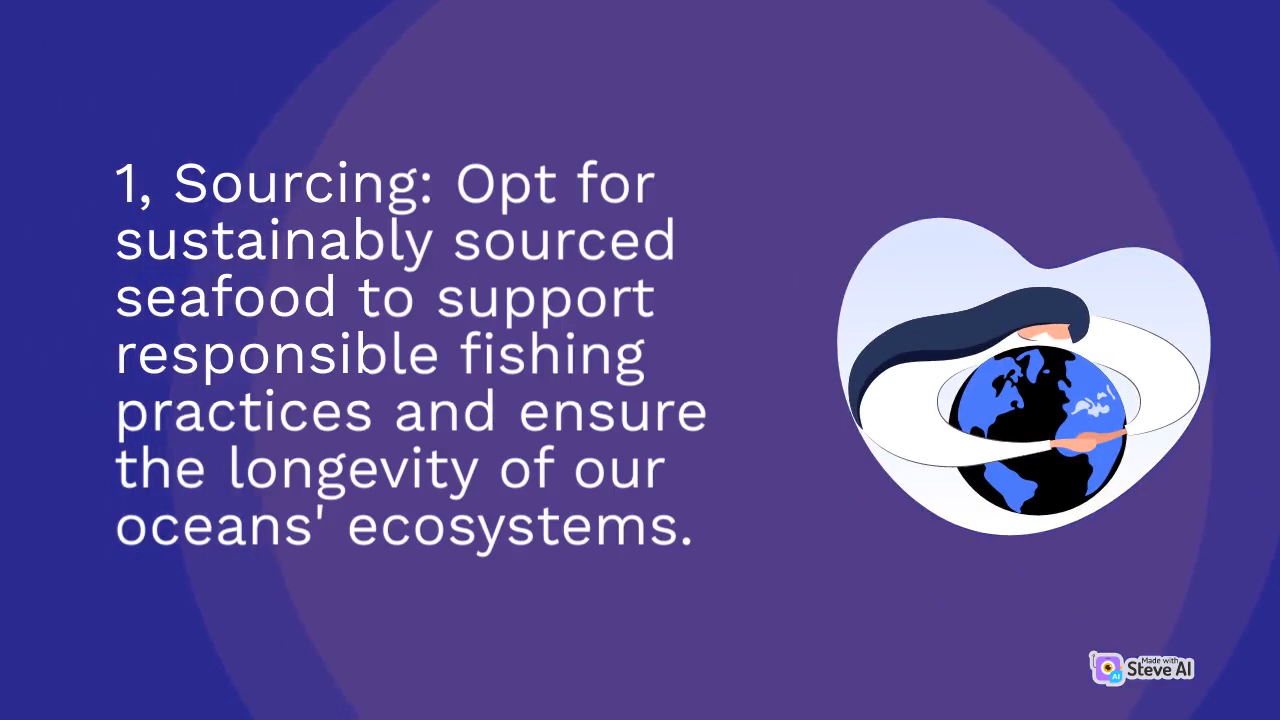 1, Sourcing: Opt for
sustainably sourced
seafood to support
responsible fishing
practices and ensure
the longevity of our
oceans' ecosystems.
Made with
Steve AI
AI